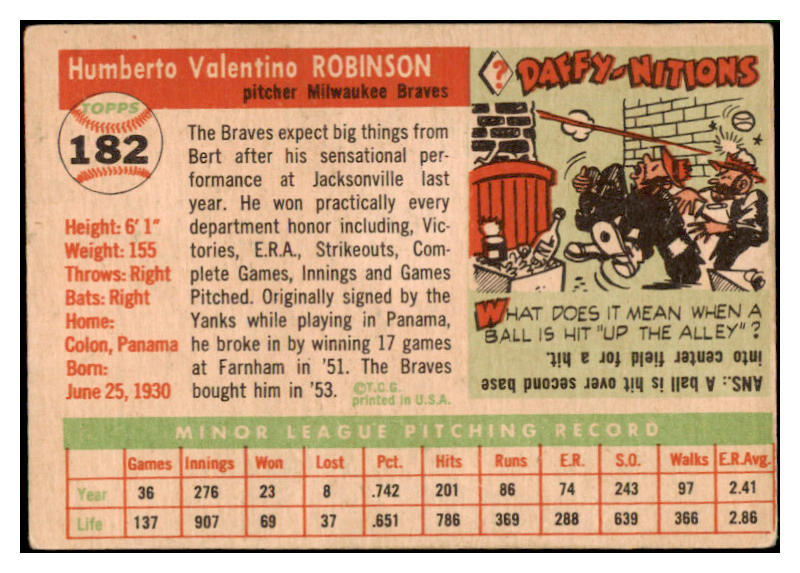 Humberto Valentino ROBINSON
pitcher Milwaukee Braves
TOPPS
182
Height: 6' 1"
Weight: 155
Throws: Right
Bats: Right
Home:
Colon, Panama
Born:
June 25, 1930
The Braves expect big things from
Bert after his sensational per-
formance at Jacksonville last
year. He won practically every
department honor including, Vic-
tories, E.R.A., Strikeouts, Com-
plete Games, Innings and Games
Pitched. Originally signed by the
Yanks while playing in Panama,
he broke in by winning 17 games
at Farnham in '51. The Braves
bought him in '53.
©T.C.G.
printed in U.S.A.
? DAFFY-NITIONS
WHAT DOES IT MEAN WHEN A
BALL IS HIT "UP THE ALLEY"?
ANS.: A ball is hit over second base
into center field for a hit.
MINOR LEAGUE PITCHING RECORD
Games Innings Won Lost Pct. Hits Runs E.R. S.O. Walks E.R.Avg.
Year 36 276 23 8 .742 201 86 74 243 97 2.41
Life 137 907 69 37 .651 786 369 288 639 366 2.86